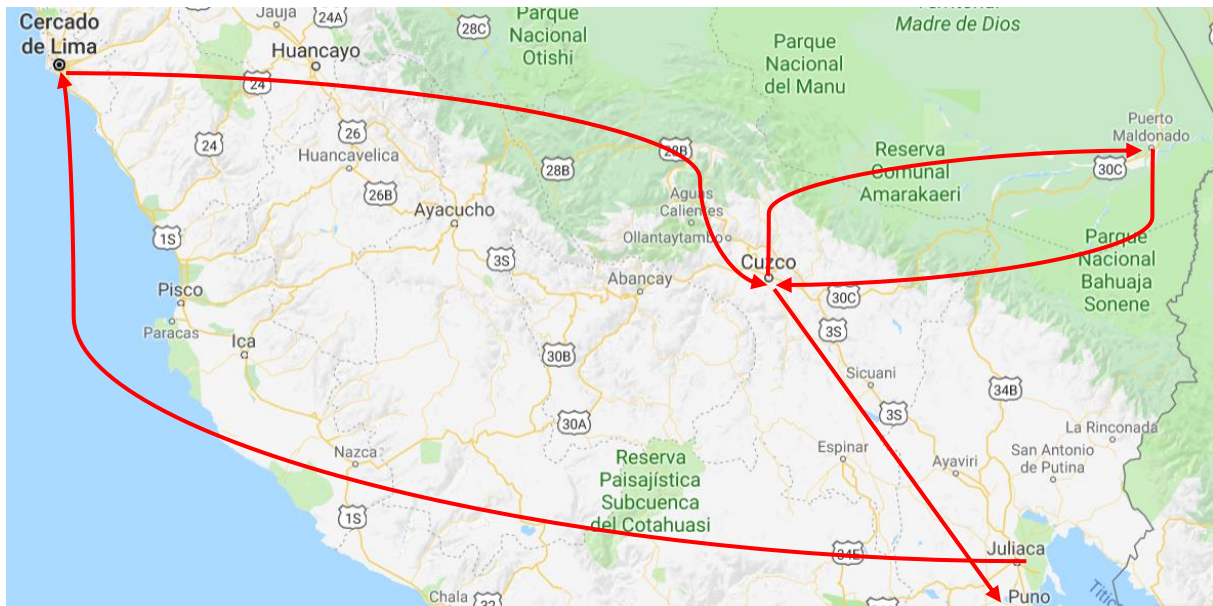 Cercado
de Lima
Jauja
24A
Huancayo
28C
Parque
Nacional
Otishi
Madre de Dios
Parque
Nacional
del Manu
24
24
26
Huancavelica
26B
28B
28B
Ayacucho
Aguas
Calientes
Ollantaytambo
Reserva
Comunal
Amarakaeri
Puerto
Maldonado
30C
1S
3S
Abancay
Cuzco
30C
Parque
Nacional
Bahuaja
Sonene
Pisco
Paracas
Ica
3S
30B
Sicuani
34B
3S
30A
La Rinconada
Nazca
Reserva
Paisajística
Subcuenca
del Cotahuasi
Espinar
Ayaviri
San Antonio
de Putina
1S
34E
Juliaca
Chala
32
Puno